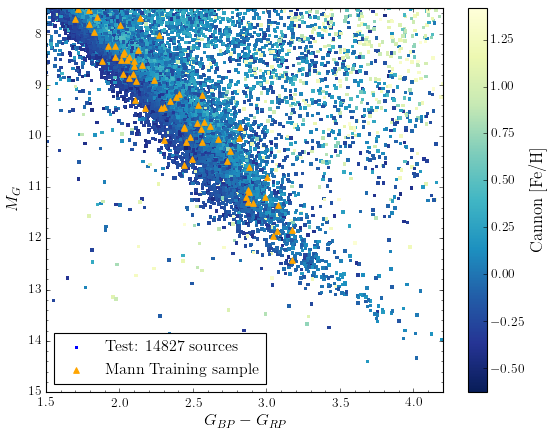 8
9
10
11
12
13
14
15
M_G
1.5 2.0 2.5 3.0 3.5 4.0
G_BP − G_RP
Test: 14827 sources
Mann Training sample
1.25
1.00
0.75
0.50
0.25
0.00
−0.25
−0.50
Cannon [Fe/H]